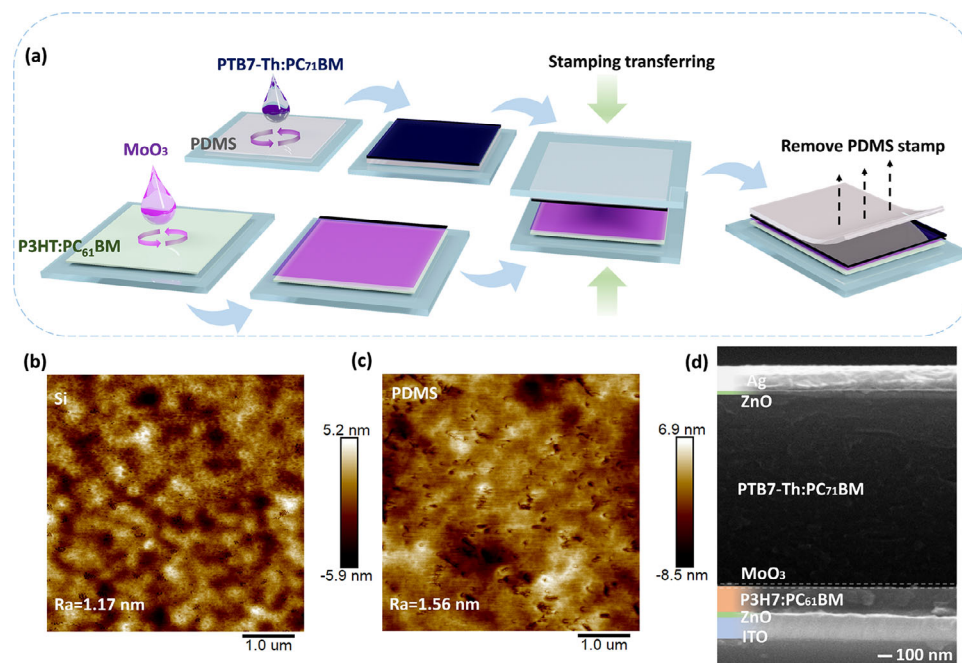 (a)
PTB7-Th:PC71BM
Stamping transferring
PDMS
MoO3
Remove PDMS stamp
P3HT:PC61BM
(b)
Si
Ra=1.17 nm
5.2 nm
-5.9 nm
1.0 um
(c)
PDMS
Ra=1.56 nm
6.9 nm
-8.5 nm
1.0 um
(d)
Ag
ZnO
PTB7-Th:PC71BM
MoO3
P3H7:PC61BM
ZnO
ITO
100 nm